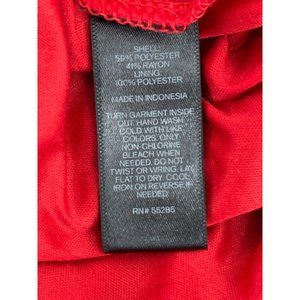 SHELL:
59% POLYESTER
41% RAYON
LINING:
100% POLYESTER
MADE IN INDONESIA
TURN GARMENT INSIDE
OUT. HAND WASH
COLD WITH LIKE
COLORS. ONLY
NON-CHLORINE
BLEACH WHEN
NEEDED. DO NOT
TWIST OR WRING. LAY
FLAT TO DRY. COOL
IRON ON REVERSE IF
NEEDED
RN# 55285